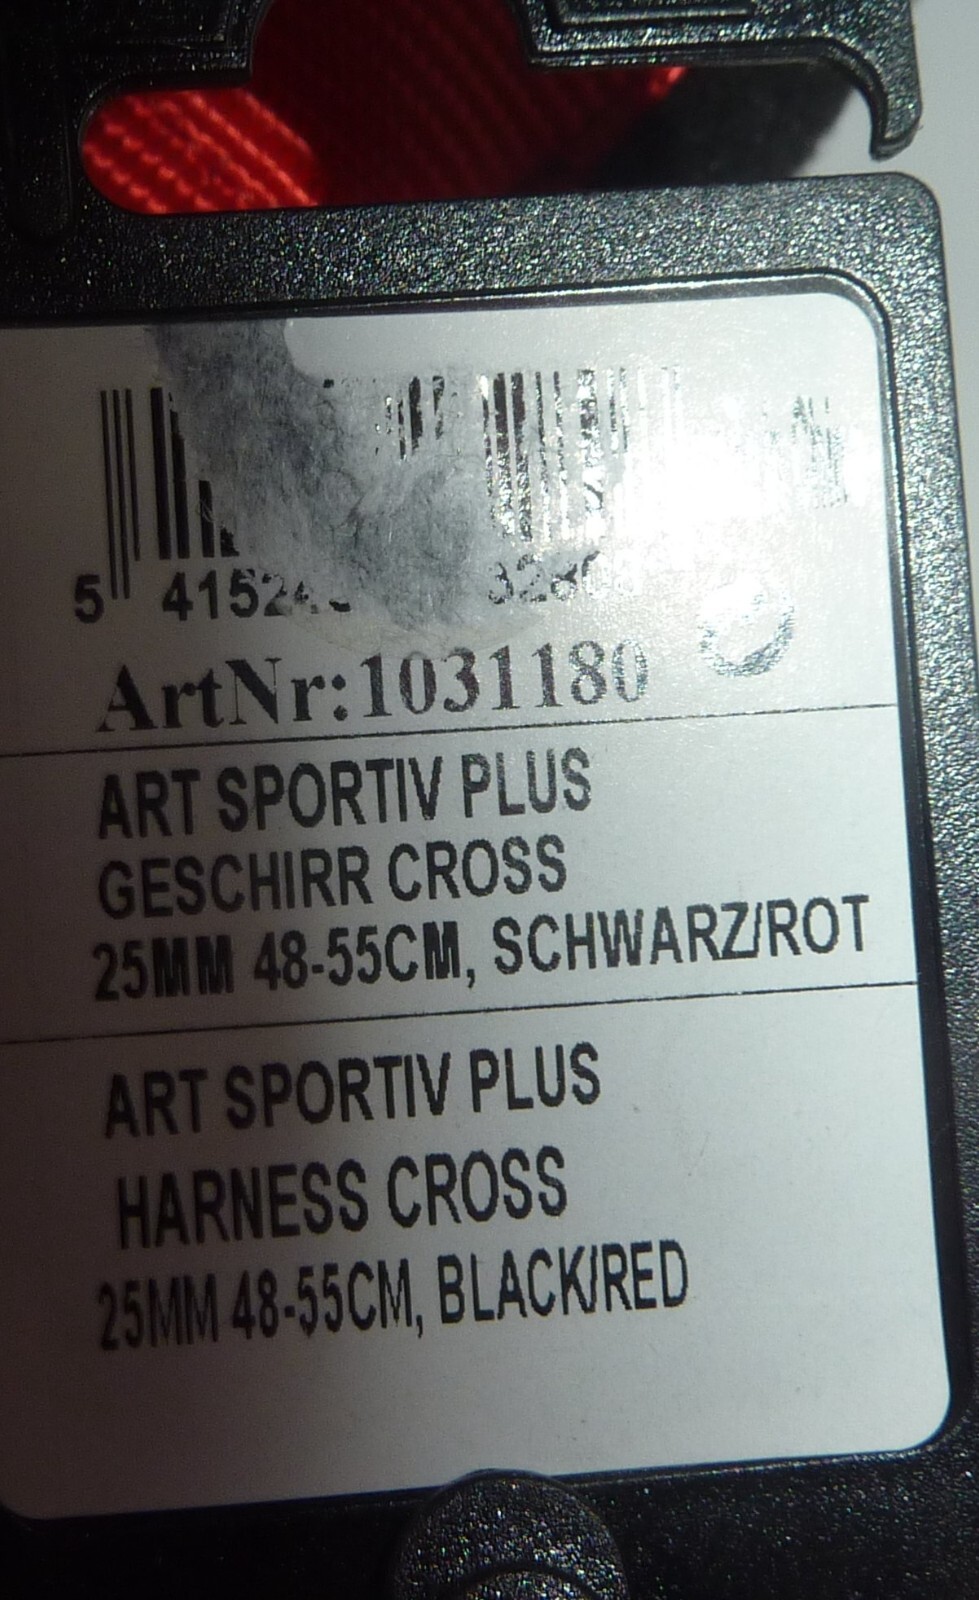 5
ArtNr:1031180
ART SPORTIV PLUS
GESCHIRR CROSS
25MM 48-55CM, SCHWARZ/ROT
ART SPORTIV PLUS
HARNESS CROSS
25MM 48-55CM, BLACK/RED